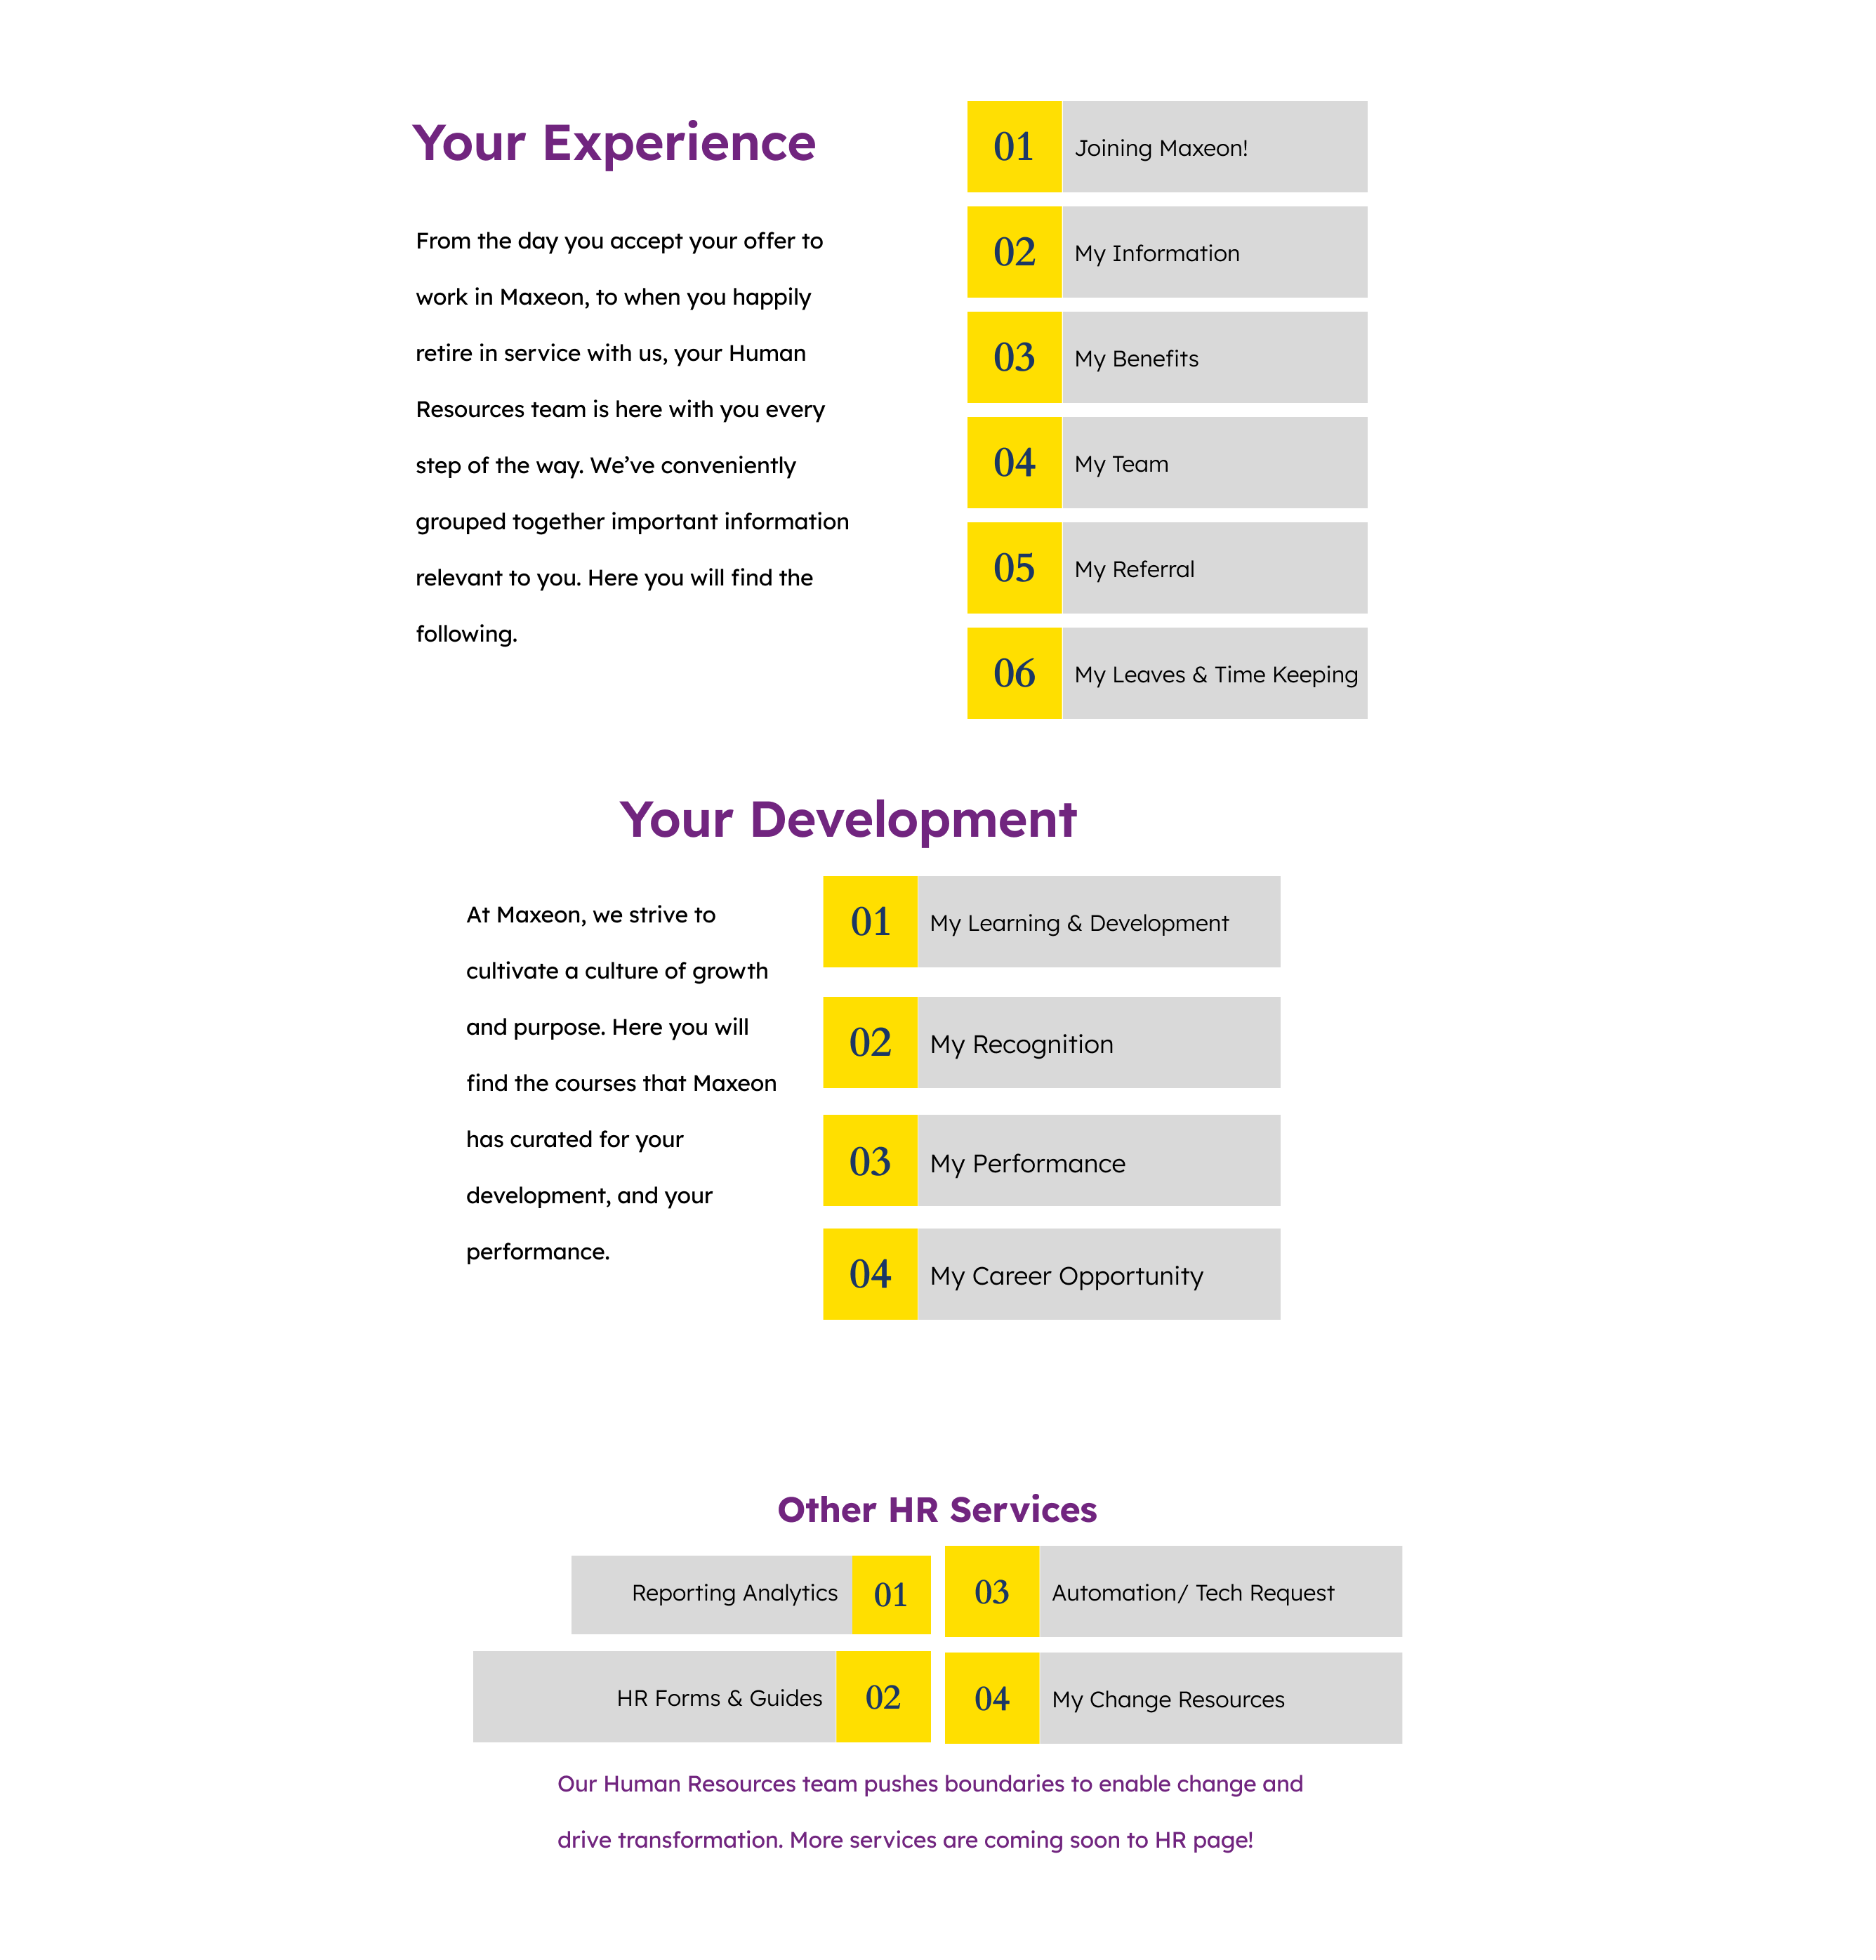 Your Experience
From the day you accept your offer to
work in Maxeon, to when you happily
retire in service with us, your Human
Resources team is here with you every
step of the way. We’ve conveniently
grouped together important information
relevant to you. Here you will find the
following.
01 Joining Maxeon!
02 My Information
03 My Benefits
04 My Team
05 My Referral
06 My Leaves & Time Keeping
Your Development
At Maxeon, we strive to
cultivate a culture of growth
and purpose. Here you will
find the courses that Maxeon
has curated for your
development, and your
performance.
01 My Learning & Development
02 My Recognition
03 My Performance
04 My Career Opportunity
Other HR Services
Reporting Analytics 01
HR Forms & Guides 02
03 Automation/ Tech Request
04 My Change Resources
Our Human Resources team pushes boundaries to enable change and
drive transformation. More services are coming soon to HR page!